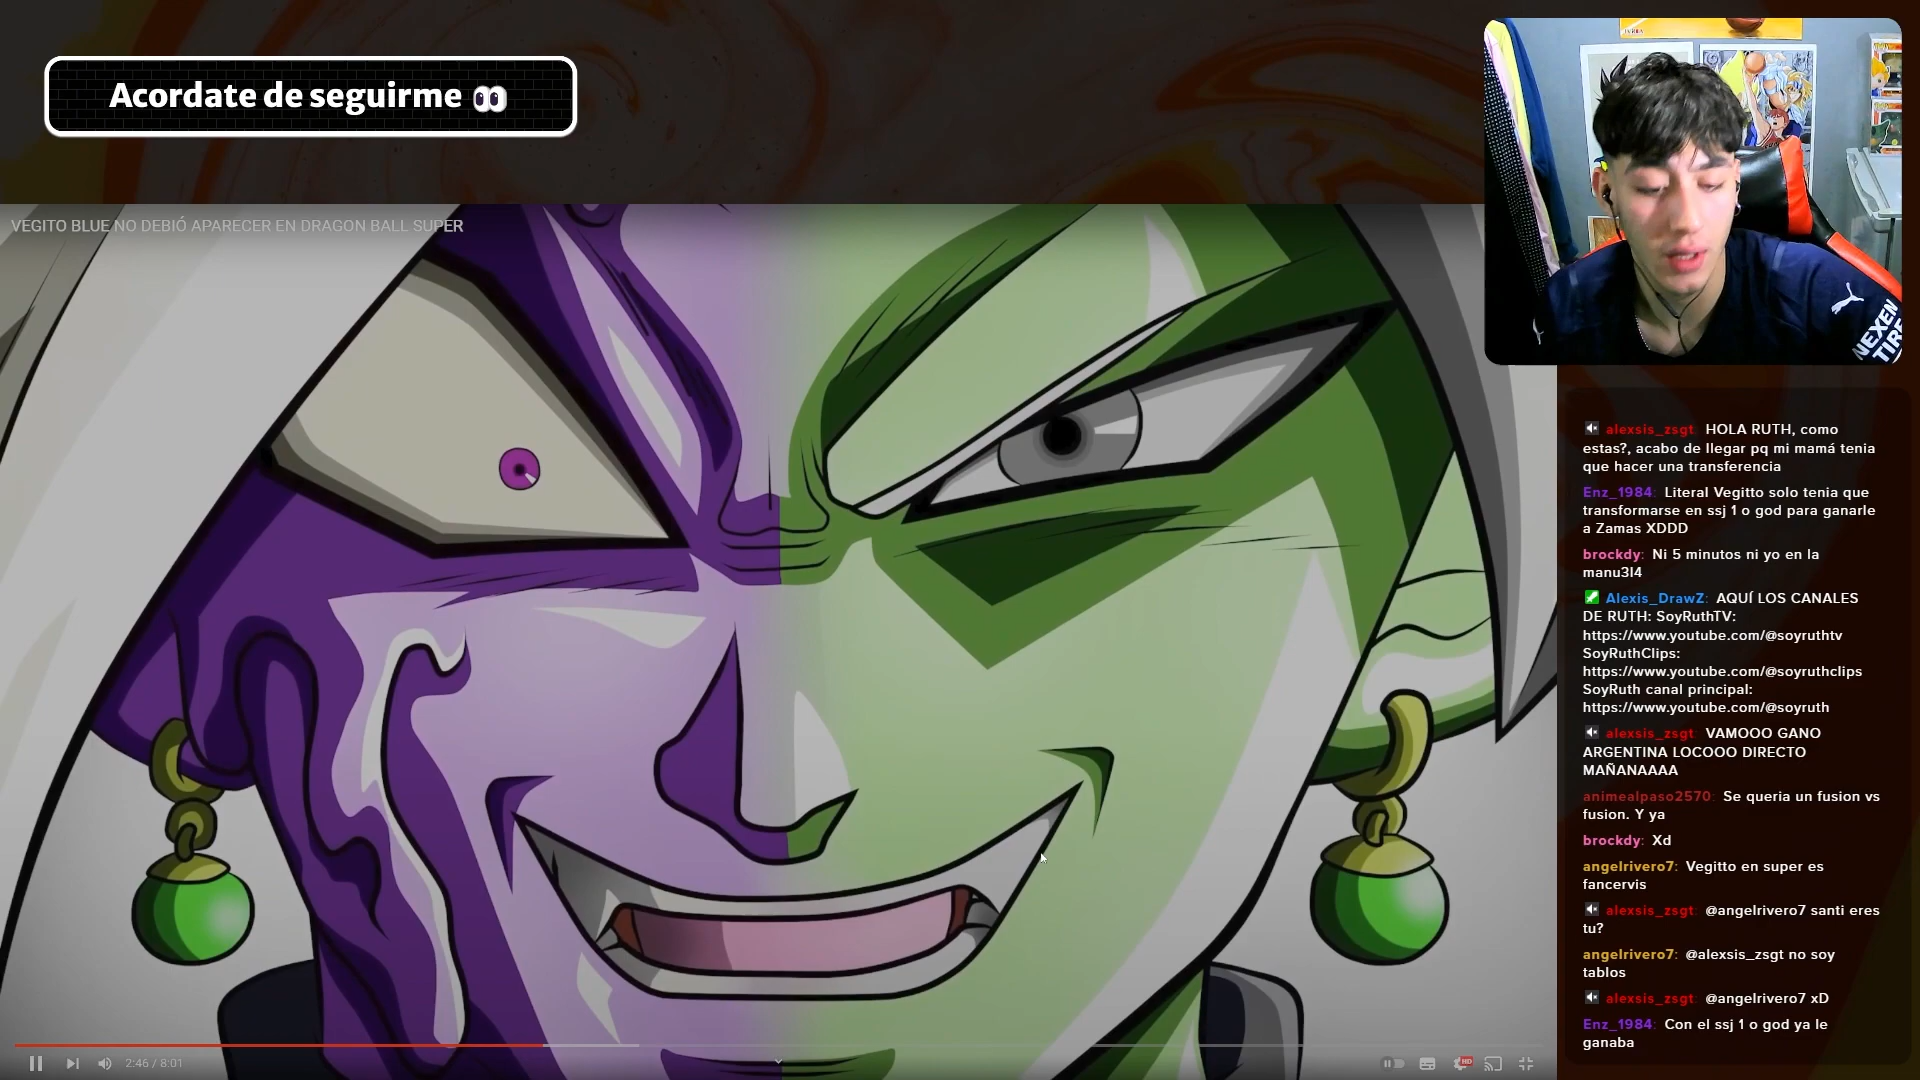 Acordate de seguirme 👀
VEGITO BLUE NO DEBIÓ APARECER EN DRAGON BALL SUPER
NEXEN
TIRE
alexsis_zsgt: HOLA RUTH, como
estas?, acabo de llegar pq mi mamá tenia
que hacer una transferencia
Enz_1984: Literal Vegitto solo tenia que
transformarse en ssj 1 o god para ganarle
a Zamas XDDD
brockdy: Ni 5 minutos ni yo en la
manu3l4
Alexis_DrawZ: AQUÍ LOS CANALES
DE RUTH: SoyRuthTV:
https://www.youtube.com/@soyruthtv
SoyRuthClips:
https://www.youtube.com/@soyruthclips
SoyRuth canal principal:
https://www.youtube.com/@soyruth
alexsis_zsgt: VAMOOO GANO
ARGENTINA LOCOOO DIRECTO
MAÑANAAAA
animealpaso2570: Se queria un fusion vs
fusion. Y ya
brockdy: Xd
angelrivero7: Vegitto en super es
fancervis
alexsis_zsgt: @angelrivero7 santi eres
tu?
angelrivero7: @alexsis_zsgt no soy
tablos
alexsis_zsgt: @angelrivero7 xD
Enz_1984: Con el ssj 1 o god ya le
ganaba
2:46 / 8:01
HD